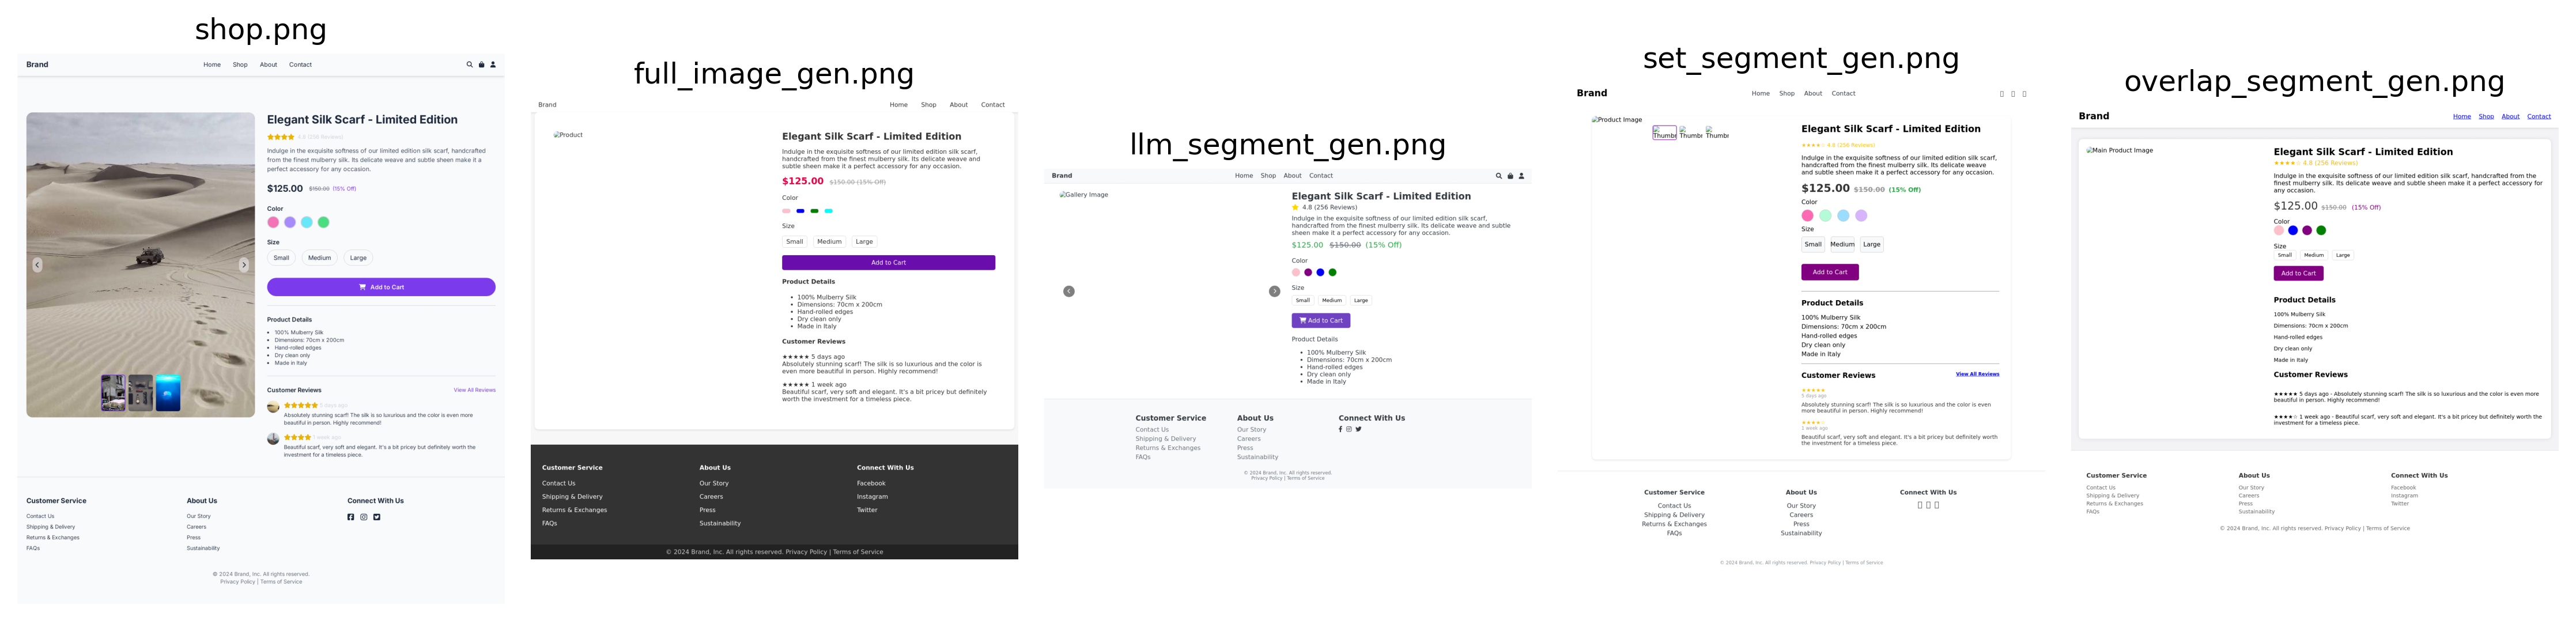 shop.png
Brand
Home Shop About Contact
Elegant Silk Scarf - Limited Edition
4.8 (256 Reviews)
Indulge in the exquisite softness of our limited edition silk scarf, handcrafted
from the finest mulberry silk. Its delicate weave and subtle sheen make it a
perfect accessory for any occasion.
$125.00 $150.00 (15% Off)
Color
Size
Small Medium Large
Add to Cart
Product Details
• 100% Mulberry Silk
• Dimensions: 70cm x 200cm
• Hand-rolled edges
• Dry clean only
• Made in Italy
Customer Reviews View All Reviews
5 days ago
Absolutely stunning scarf! The silk is so luxurious and the color is even more
beautiful in person. Highly recommend!
1 week ago
Beautiful scarf, very soft and elegant. It's a bit pricey but definitely worth the
investment for a timeless piece.
Customer Service About Us Connect With Us
Contact Us Our Story
Shipping & Delivery Careers
Returns & Exchanges Press
FAQs Sustainability
© 2024 Brand, Inc. All rights reserved.
Privacy Policy | Terms of Service
full_image_gen.png
Brand Home Shop About Contact
Product
Elegant Silk Scarf - Limited Edition
Indulge in the exquisite softness of our limited edition silk scarf,
handcrafted from the finest mulberry silk. Its delicate weave and
subtle sheen make it a perfect accessory for any occasion.
$125.00 $150.00 (15% Off)
Color
Size
Small Medium Large
Add to Cart
Product Details
• 100% Mulberry Silk
• Dimensions: 70cm x 200cm
• Hand-rolled edges
• Dry clean only
• Made in Italy
Customer Reviews
★★★★★ 5 days ago
Absolutely stunning scarf! The silk is so luxurious and the color is
even more beautiful in person. Highly recommend!
★★★★★ 1 week ago
Beautiful scarf, very soft and elegant. It's a bit pricey but definitely
worth the investment for a timeless piece.
Customer Service About Us Connect With Us
Contact Us Our Story Facebook
Shipping & Delivery Careers Instagram
Returns & Exchanges Press Twitter
FAQs Sustainability
© 2024 Brand, Inc. All rights reserved. Privacy Policy | Terms of Service
llm_segment_gen.png
Brand Home Shop About Contact
Gallery Image
Elegant Silk Scarf - Limited Edition
4.8 (256 Reviews)
Indulge in the exquisite softness of our limited edition silk scarf,
handcrafted from the finest mulberry silk. Its delicate weave and subtle
sheen make it a perfect accessory for any occasion.
$125.00 $150.00 (15% Off)
Color
Size
Small Medium Large
Add to Cart
Product Details
• 100% Mulberry Silk
• Dimensions: 70cm x 200cm
• Hand-rolled edges
• Dry clean only
• Made in Italy
Customer Service About Us Connect With Us
Contact Us Our Story
Shipping & Delivery Careers
Returns & Exchanges Press
FAQs Sustainability
© 2024 Brand, Inc. All rights reserved.
Privacy Policy | Terms of Service
set_segment_gen.png
Brand Home Shop About Contact
Product Image
Thumb Thumb Thumb
Elegant Silk Scarf - Limited Edition
★★★★☆ 4.8 (256 Reviews)
Indulge in the exquisite softness of our limited edition silk scarf,
handcrafted from the finest mulberry silk. Its delicate weave
and subtle sheen make it a perfect accessory for any occasion.
$125.00 $150.00 (15% Off)
Color
Size
Small Medium Large
Add to Cart
Product Details
100% Mulberry Silk
Dimensions: 70cm x 200cm
Hand-rolled edges
Dry clean only
Made in Italy
Customer Reviews View All Reviews
★★★★★
5 days ago
Absolutely stunning scarf! The silk is so luxurious and the color is even
more beautiful in person. Highly recommend!
★★★★☆
1 week ago
Beautiful scarf, very soft and elegant. It's a bit pricey but definitely worth
the investment for a timeless piece.
Customer Service About Us Connect With Us
Contact Us Our Story
Shipping & Delivery Careers
Returns & Exchanges Press
FAQs Sustainability
© 2024 Brand, Inc. All rights reserved. Privacy Policy | Terms of Service
overlap_segment_gen.png
Brand Home Shop About Contact
Main Product Image
Elegant Silk Scarf - Limited Edition
★★★★☆ 4.8 (256 Reviews)
Indulge in the exquisite softness of our limited edition silk scarf, handcrafted from the
finest mulberry silk. Its delicate weave and subtle sheen make it a perfect accessory for
any occasion.
$125.00 $150.00 (15% Off)
Color
Size
Small Medium Large
Add to Cart
Product Details
100% Mulberry Silk
Dimensions: 70cm x 200cm
Hand-rolled edges
Dry clean only
Made in Italy
Customer Reviews
★★★★★ 5 days ago - Absolutely stunning scarf! The silk is so luxurious and the color is even more
beautiful in person. Highly recommend!
★★★★☆ 1 week ago - Beautiful scarf, very soft and elegant. It's a bit pricey but definitely worth the
investment for a timeless piece.
Customer Service About Us Connect With Us
Contact Us Our Story Facebook
Shipping & Delivery Careers Instagram
Returns & Exchanges Press Twitter
FAQs Sustainability
© 2024 Brand, Inc. All rights reserved. Privacy Policy | Terms of Service